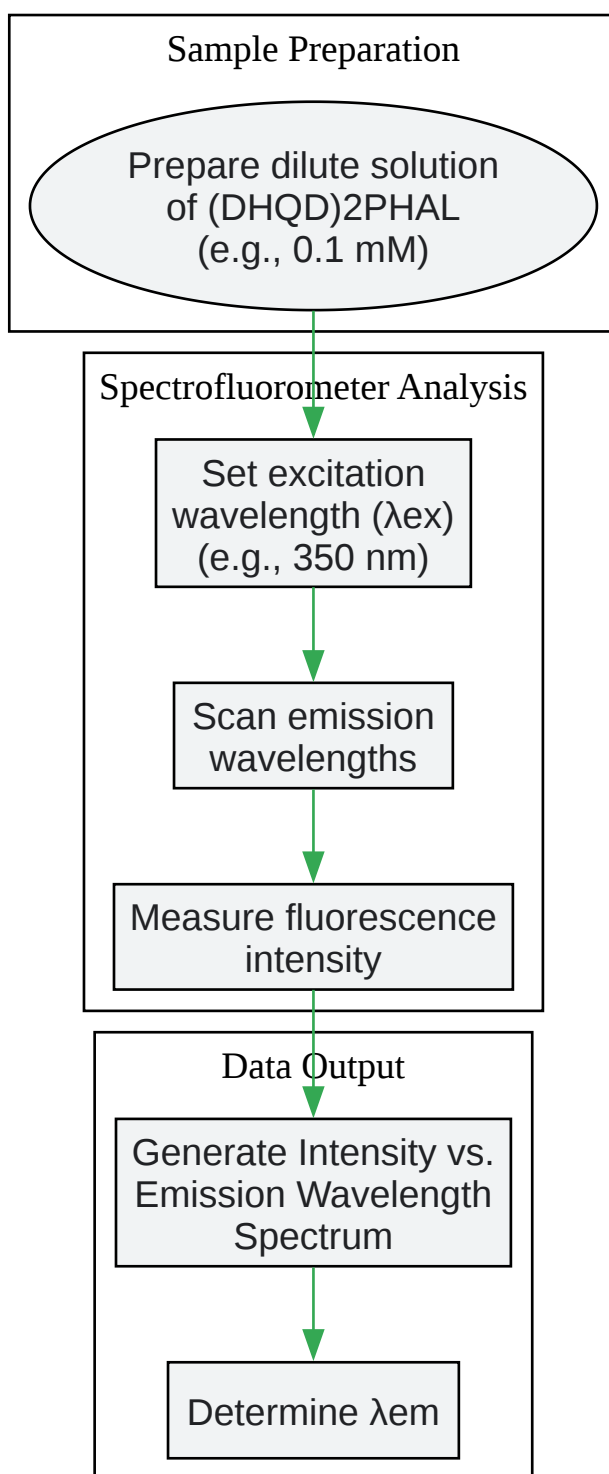 Sample Preparation
Prepare dilute solution
of (DHQD)2PHAL
(e.g., 0.1 mM)
Spectrofluorometer Analysis
Set excitation
wavelength (λex)
(e.g., 350 nm)
Scan emission
wavelengths
Measure fluorescence
intensity
Data Output
Generate Intensity vs.
Emission Wavelength
Spectrum
Determine λem